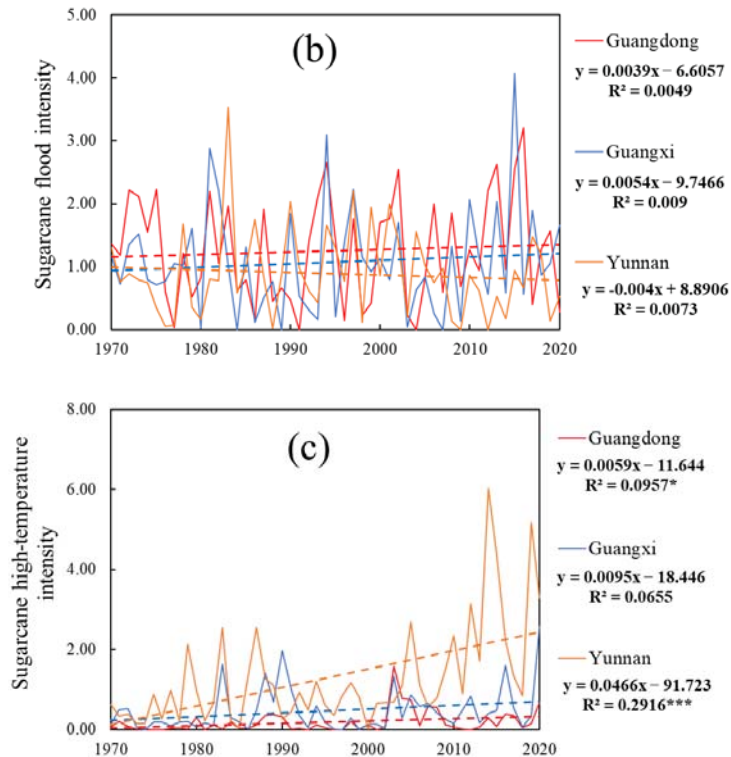 5.00
(b)
4.00
3.00
2.00
1.00
0.00
Sugarcane flood intensity
1970 1980 1990 2000 2010 2020
Guangdong
y = 0.0039x − 6.6057
R² = 0.0049
Guangxi
y = 0.0054x − 9.7466
R² = 0.009
Yunnan
y = -0.004x + 8.8906
R² = 0.0073
8.00
(c)
6.00
4.00
2.00
0.00
Sugarcane high-temperature
intensity
1970 1980 1990 2000 2010 2020
Guangdong
y = 0.0059x − 11.644
R² = 0.0957*
Guangxi
y = 0.0095x − 18.446
R² = 0.0655
Yunnan
y = 0.0466x − 91.723
R² = 0.2916***